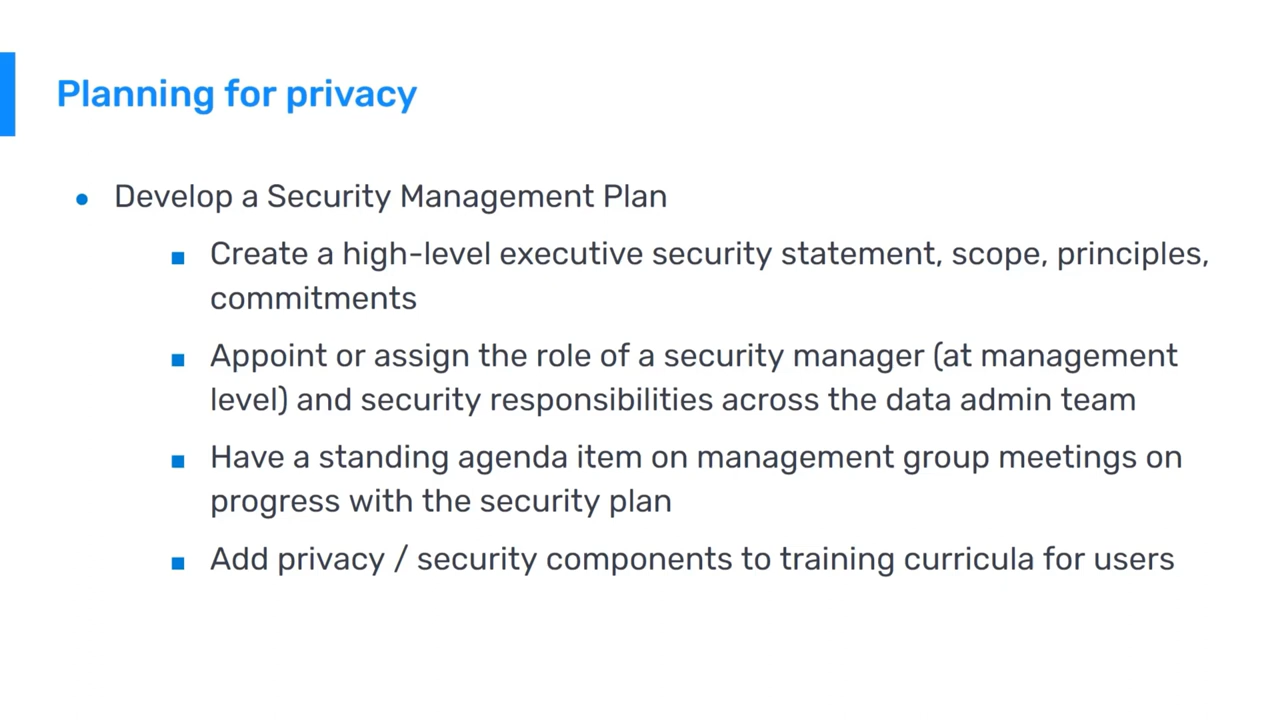 Planning for privacy
Develop a Security Management Plan
Create a high-level executive security statement, scope, principles,
commitments
Appoint or assign the role of a security manager (at management
level) and security responsibilities across the data admin team
Have a standing agenda item on management group meetings on
progress with the security plan
Add privacy / security components to training curricula for users